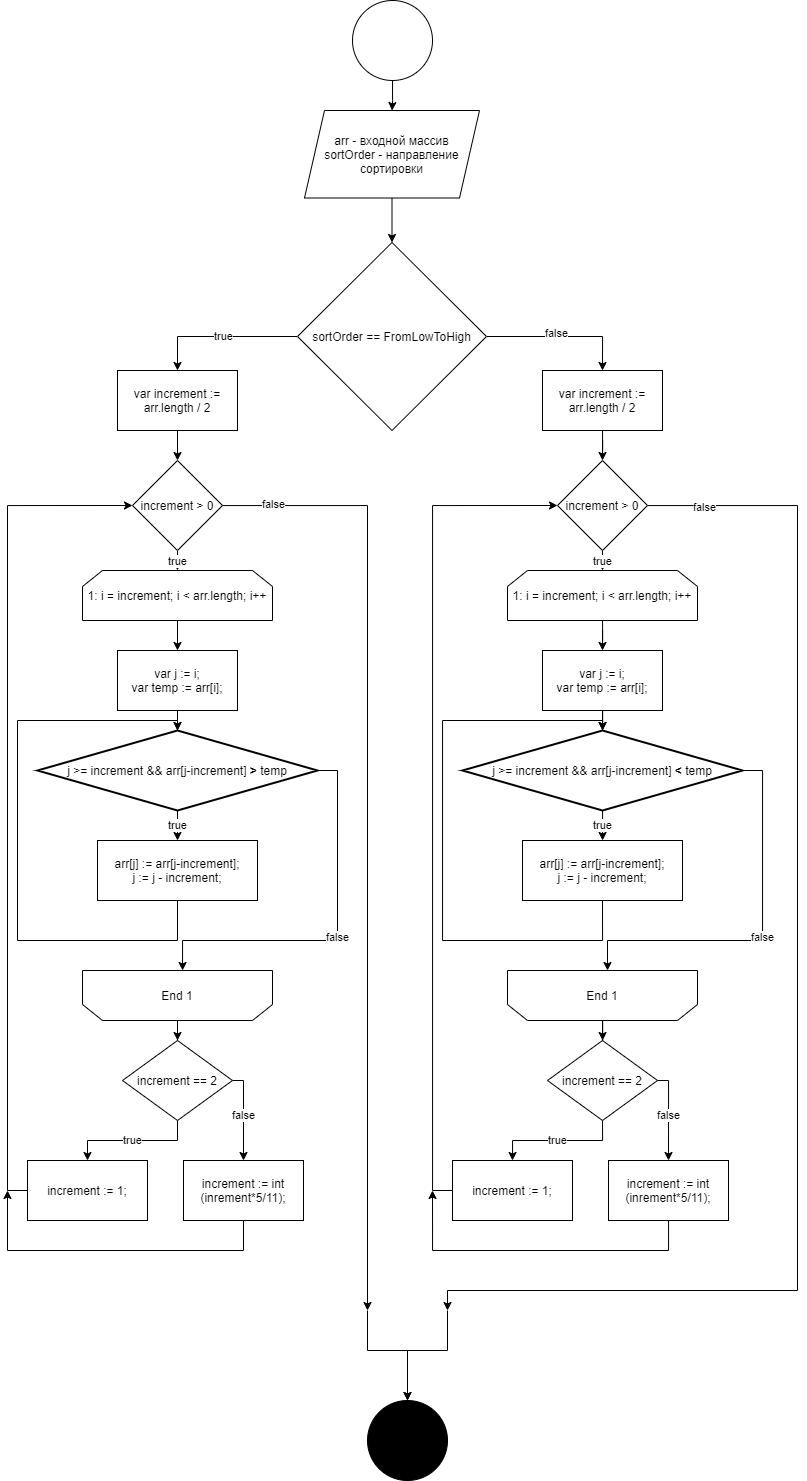 arr - входной массив
sortOrder - направление
сортировки
sortOrder == FromLowToHigh
true
false
var increment :=
arr.length / 2
increment > 0
false
true
1: i = increment; i < arr.length; i++
var j := i;
var temp := arr[i];
j >= increment && arr[j-increment] > temp
true
arr[j] := arr[j-increment];
j := j - increment;
false
End 1
increment == 2
true
false
increment := 1;
increment := int
(inrement*5/11);
var increment :=
arr.length / 2
increment > 0
false
true
1: i = increment; i < arr.length; i++
var j := i;
var temp := arr[i];
j >= increment && arr[j-increment] < temp
true
arr[j] := arr[j-increment];
j := j - increment;
false
End 1
increment == 2
true
false
increment := 1;
increment := int
(inrement*5/11);